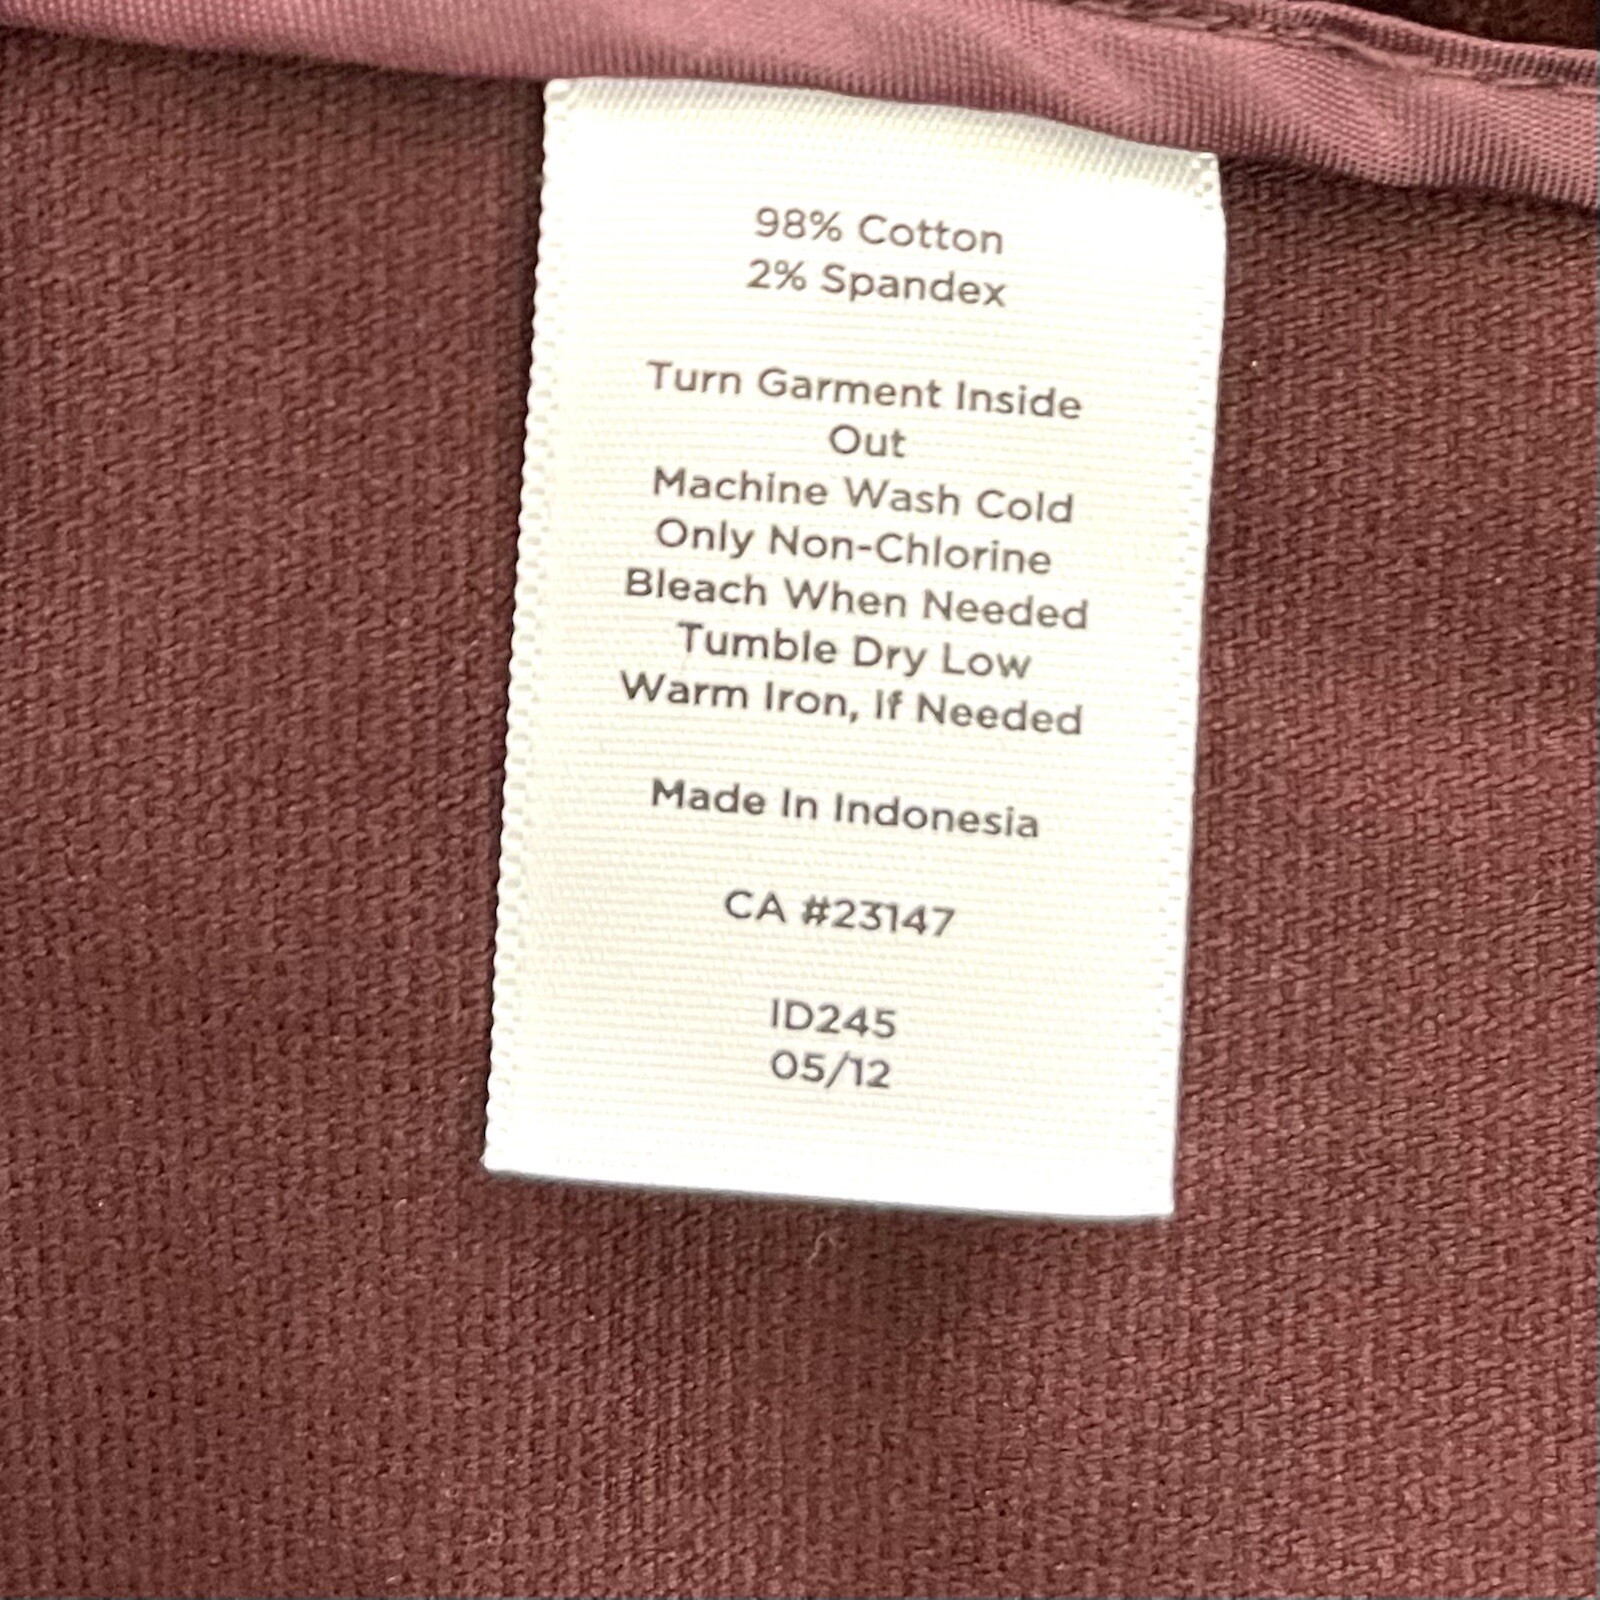 98% Cotton
2% Spandex
Turn Garment Inside
Out
Machine Wash Cold
Only Non-Chlorine
Bleach When Needed
Tumble Dry Low
Warm Iron, If Needed
Made In Indonesia
CA #23147
ID245
05/12